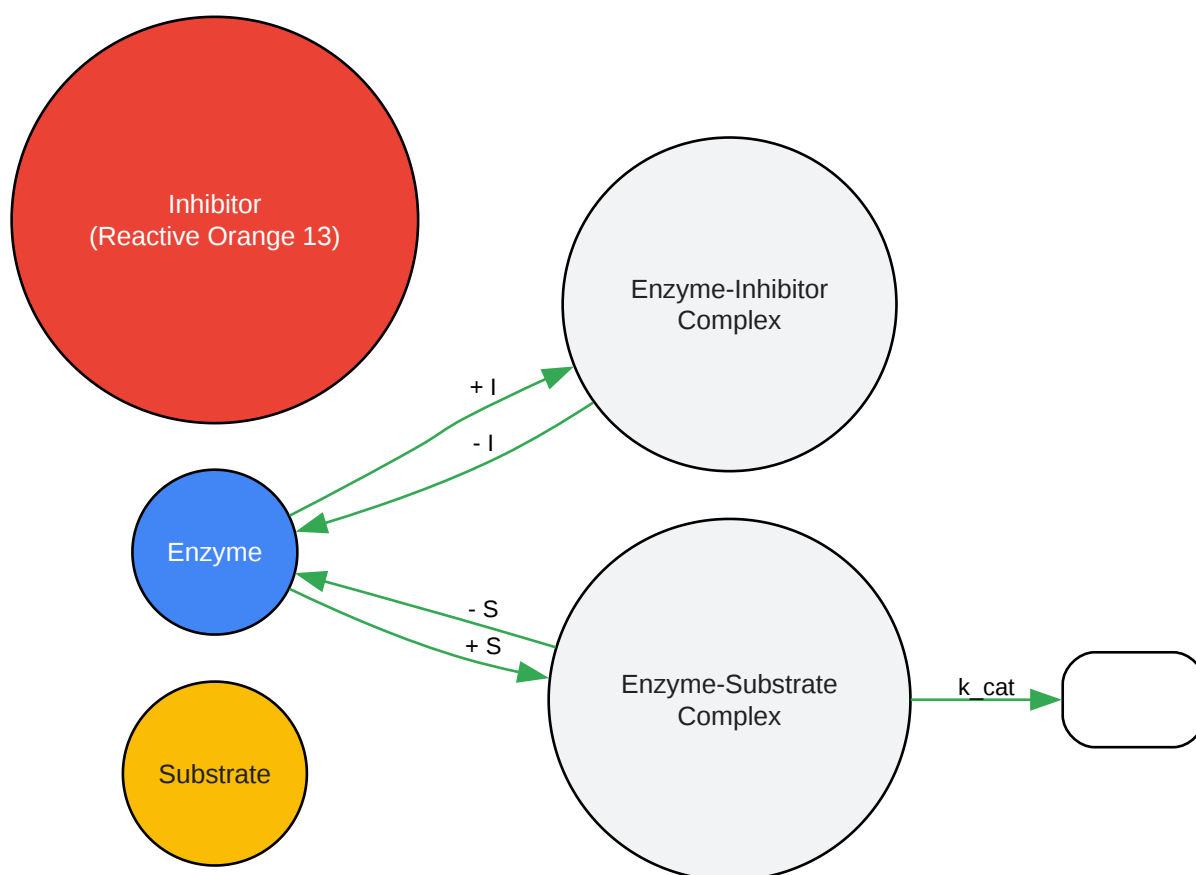 Inhibitor
(Reactive Orange 13)
Enzyme-Inhibitor
Complex
+ I
- I
Enzyme
- S
+ S
Enzyme-Substrate
Complex
k_cat
Substrate